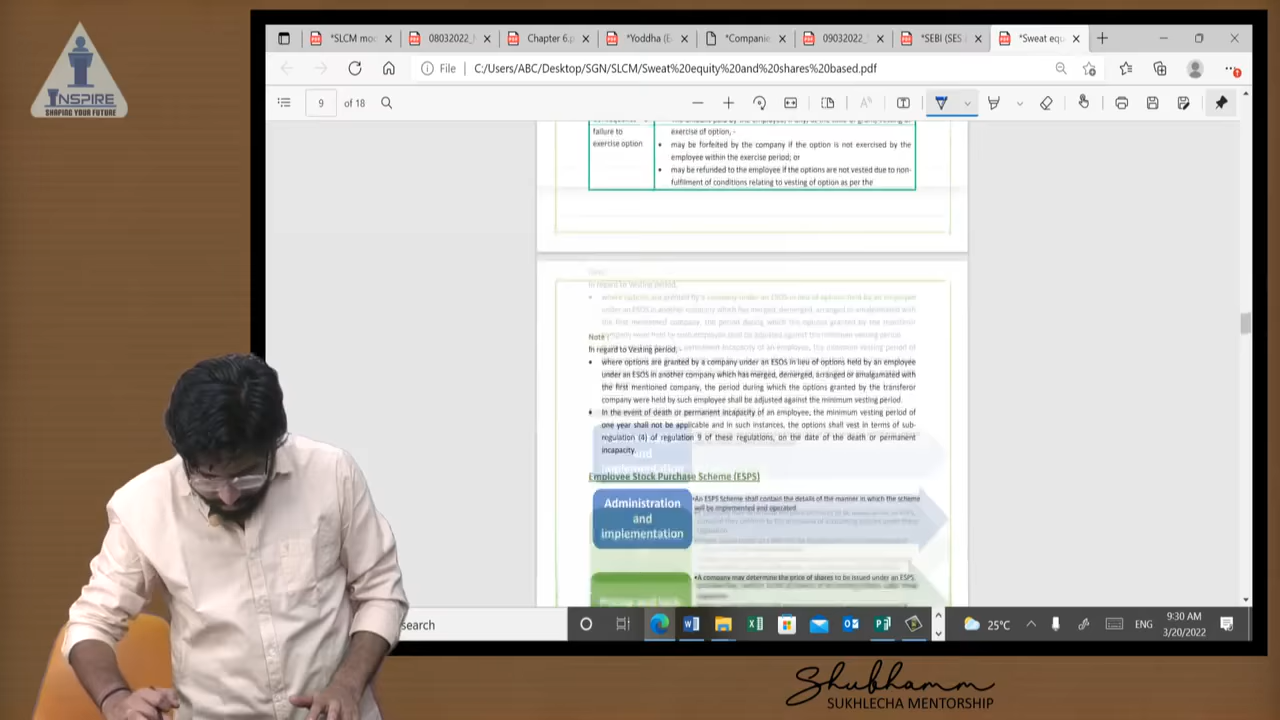 INSPIRE
SHAPING YOUR FUTURE
*SLCM mo
08032022_
Chapter 6.p
*Yoddha (E
*Companie
09032022_
*SEBI (SES
*Sweat equ
File
C:/Users/ABC/Desktop/SGN/SLCM/Sweat%20equity%20and%20shares%20based.pdf
9 of 18
failure to
exercise option
exercise of option, -
• may be forfeited by the company if the option is not exercised by the
employee within the exercise period; or
• may be refunded to the employee if the options are not vested due to non-
fulfilment of conditions relating to vesting of option as per the
In regard to Vesting period,
Note :
In regard to Vesting period, -
• where options are granted by a company under an ESOS in lieu of options held by an employee
under an ESOS in another company which has merged, demerged, arranged or amalgamated with
the first mentioned company, the period during which the options granted by the transferor
company were held by such employee shall be adjusted against the minimum vesting period.
• In the event of death or permanent incapacity of an employee, the minimum vesting period of
one year shall not be applicable and in such instances, the options shall vest in terms of sub-
regulation (4) of regulation 9 of these regulations, on the date of the death or permanent
incapacity.
Employee Stock Purchase Scheme (ESPS)
Administration
and
implementation
•An ESPS Scheme shall contain the details of the manner in which the scheme
will be implemented and operated.
•A company may determine the price of shares to be issued under an ESPS
search
25°C
ENG
9:30 AM
3/20/2022
Shubhamm
SUKHLECHA MENTORSHIP